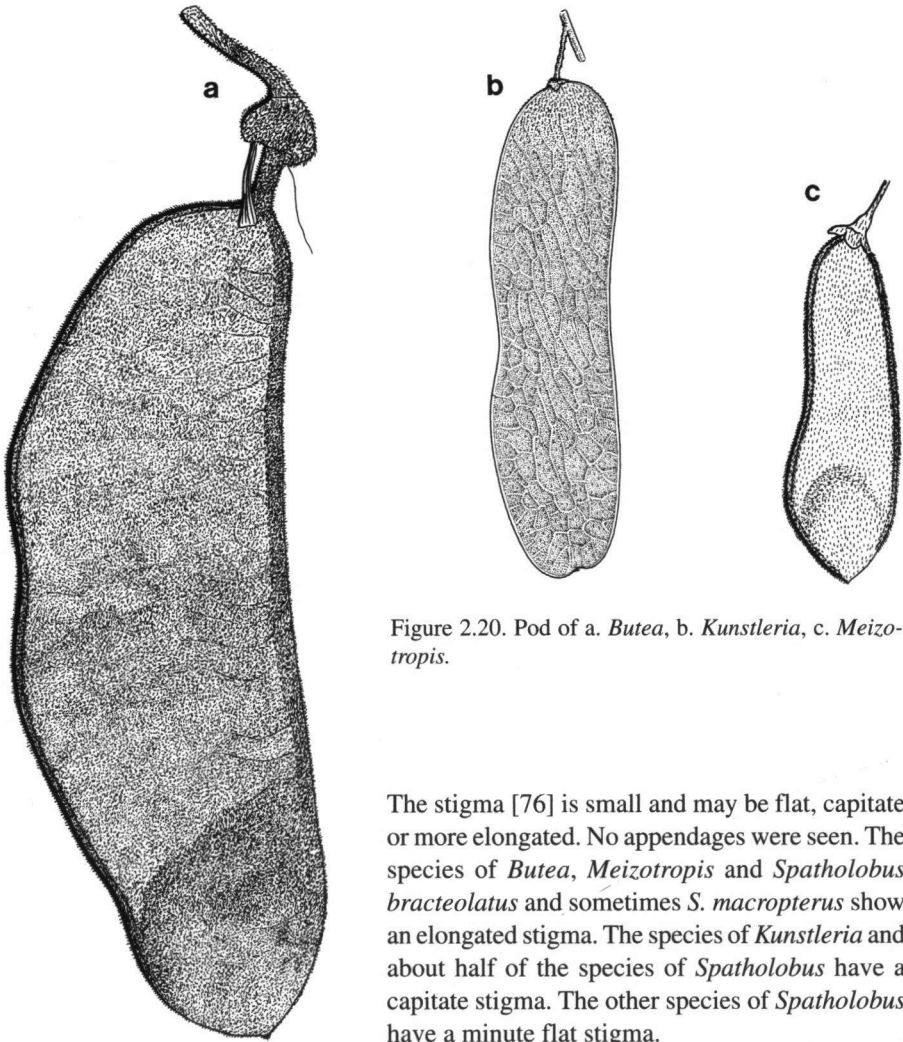 a
b
c
Figure 2.20. Pod of a. Butea, b. Kunstleria, c. Meizo-
tropis.
The stigma [76] is small and may be flat, capitate
or more elongated. No appendages were seen. The
species of Butea, Meizotropis and Spatholobus
bracteolatus and sometimes S. macropterus show
an elongated stigma. The species of Kunstleria and
about half of the species of Spatholobus have a
capitate stigma. The other species of Spatholobus
have a minute flat stigma.